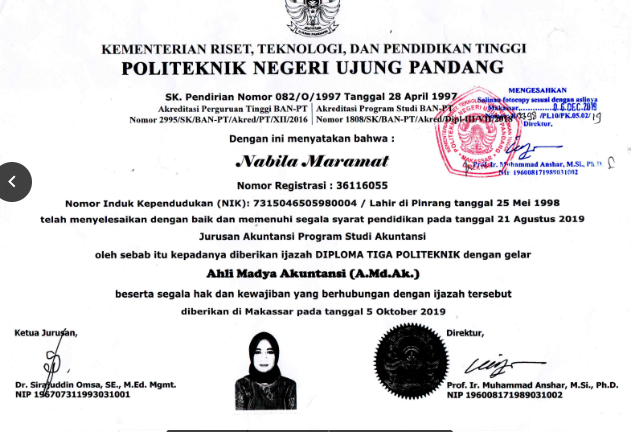 KEMENTERIAN RISET, TEKNOLOGI, DAN PENDIDIKAN TINGGI
POLITEKNIK NEGERI UJUNG PANDANG
SK. Pendirian Nomor 082/O/1997 Tanggal 28 April 1997
Akreditasi Perguruan Tinggi BAN-PT Akreditasi Program Studi BAN-PT
Nomor 2995/SK/BAN-PT/Akred/PT/XII/2016 Nomor 1808/SK/BAN-PT/Akred/Dipl-III/VII/2018
MENGESAHKAN
Salinan fotocopy sesuai dengan aslinya
Makassar, 06 DEC 2019
/PL10/PK.05.02/19
Direktur,
Prof. Ir. Muhammad Anshar, M.Si., Ph.D
NIP 196008171989031002
Dengan ini menyatakan bahwa :
Nabila Maramat
Nomor Registrasi : 36116055
Nomor Induk Kependudukan (NIK): 7315046505980004 / Lahir di Pinrang tanggal 25 Mei 1998
telah menyelesaikan dengan baik dan memenuhi segala syarat pendidikan pada tanggal 21 Agustus 2019
Jurusan Akuntansi Program Studi Akuntansi
oleh sebab itu kepadanya diberikan ijazah DIPLOMA TIGA POLITEKNIK dengan gelar
Ahli Madya Akuntansi (A.Md.Ak.)
beserta segala hak dan kewajiban yang berhubungan dengan ijazah tersebut
diberikan di Makassar pada tanggal 5 Oktober 2019
Ketua Jurusan,
Dr. Sirajuddin Omsa, SE., M.Ed. Mgmt.
NIP 196707311993031001
Direktur,
Prof. Ir. Muhammad Anshar, M.Si., Ph.D.
NIP 196008171989031002